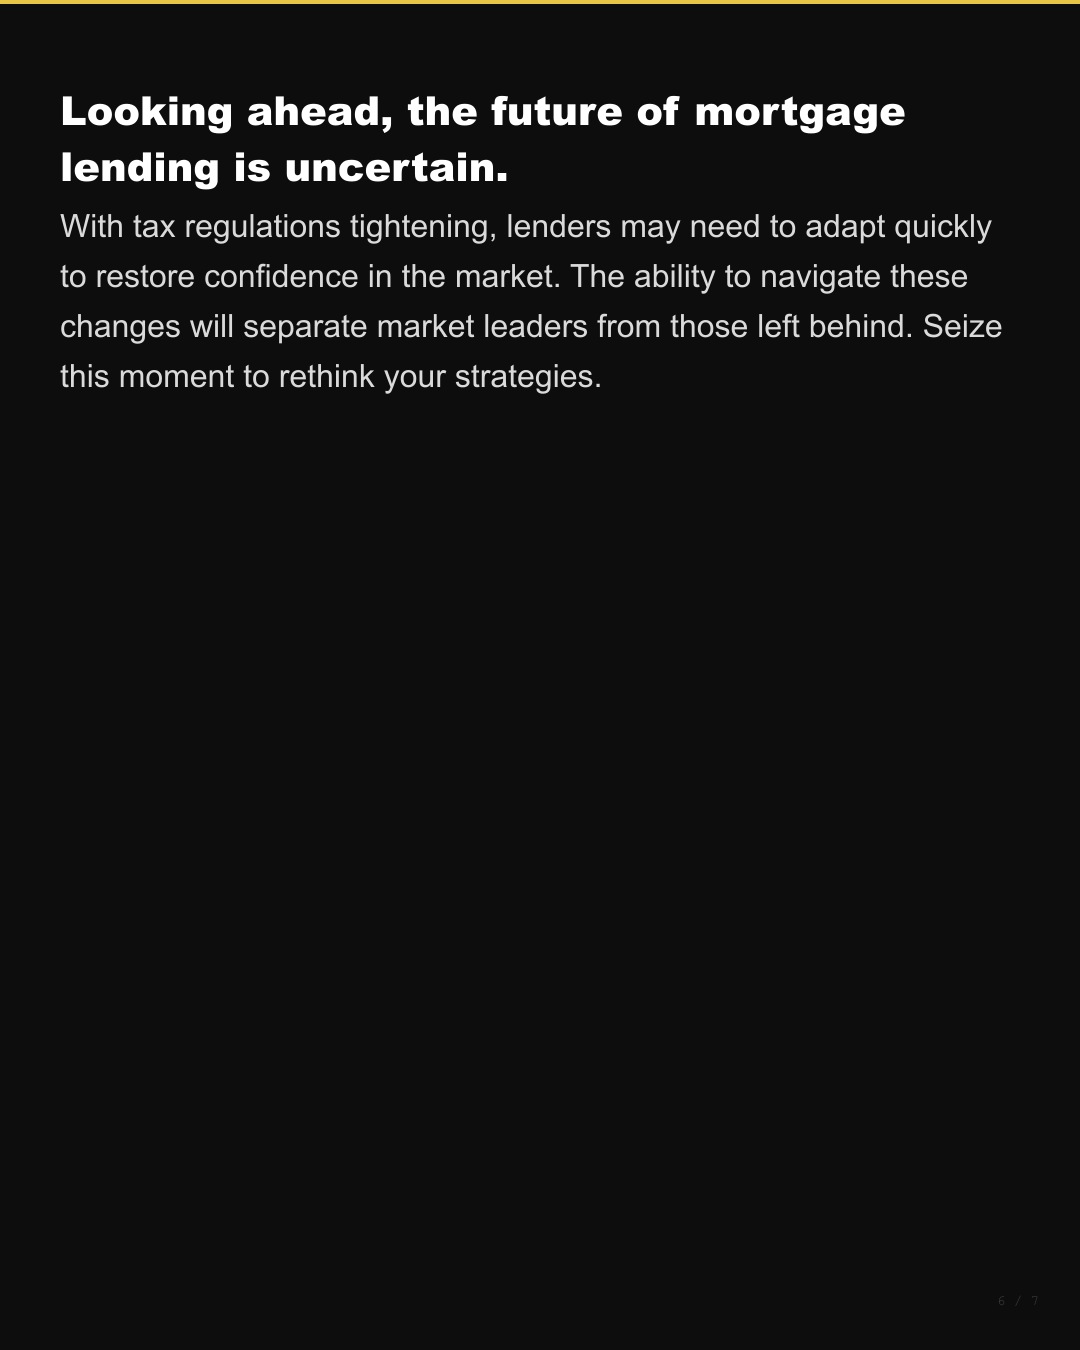 Looking ahead, the future of mortgage
lending is uncertain.
With tax regulations tightening, lenders may need to adapt quickly
to restore confidence in the market. The ability to navigate these
changes will separate market leaders from those left behind. Seize
this moment to rethink your strategies.
6 / 7